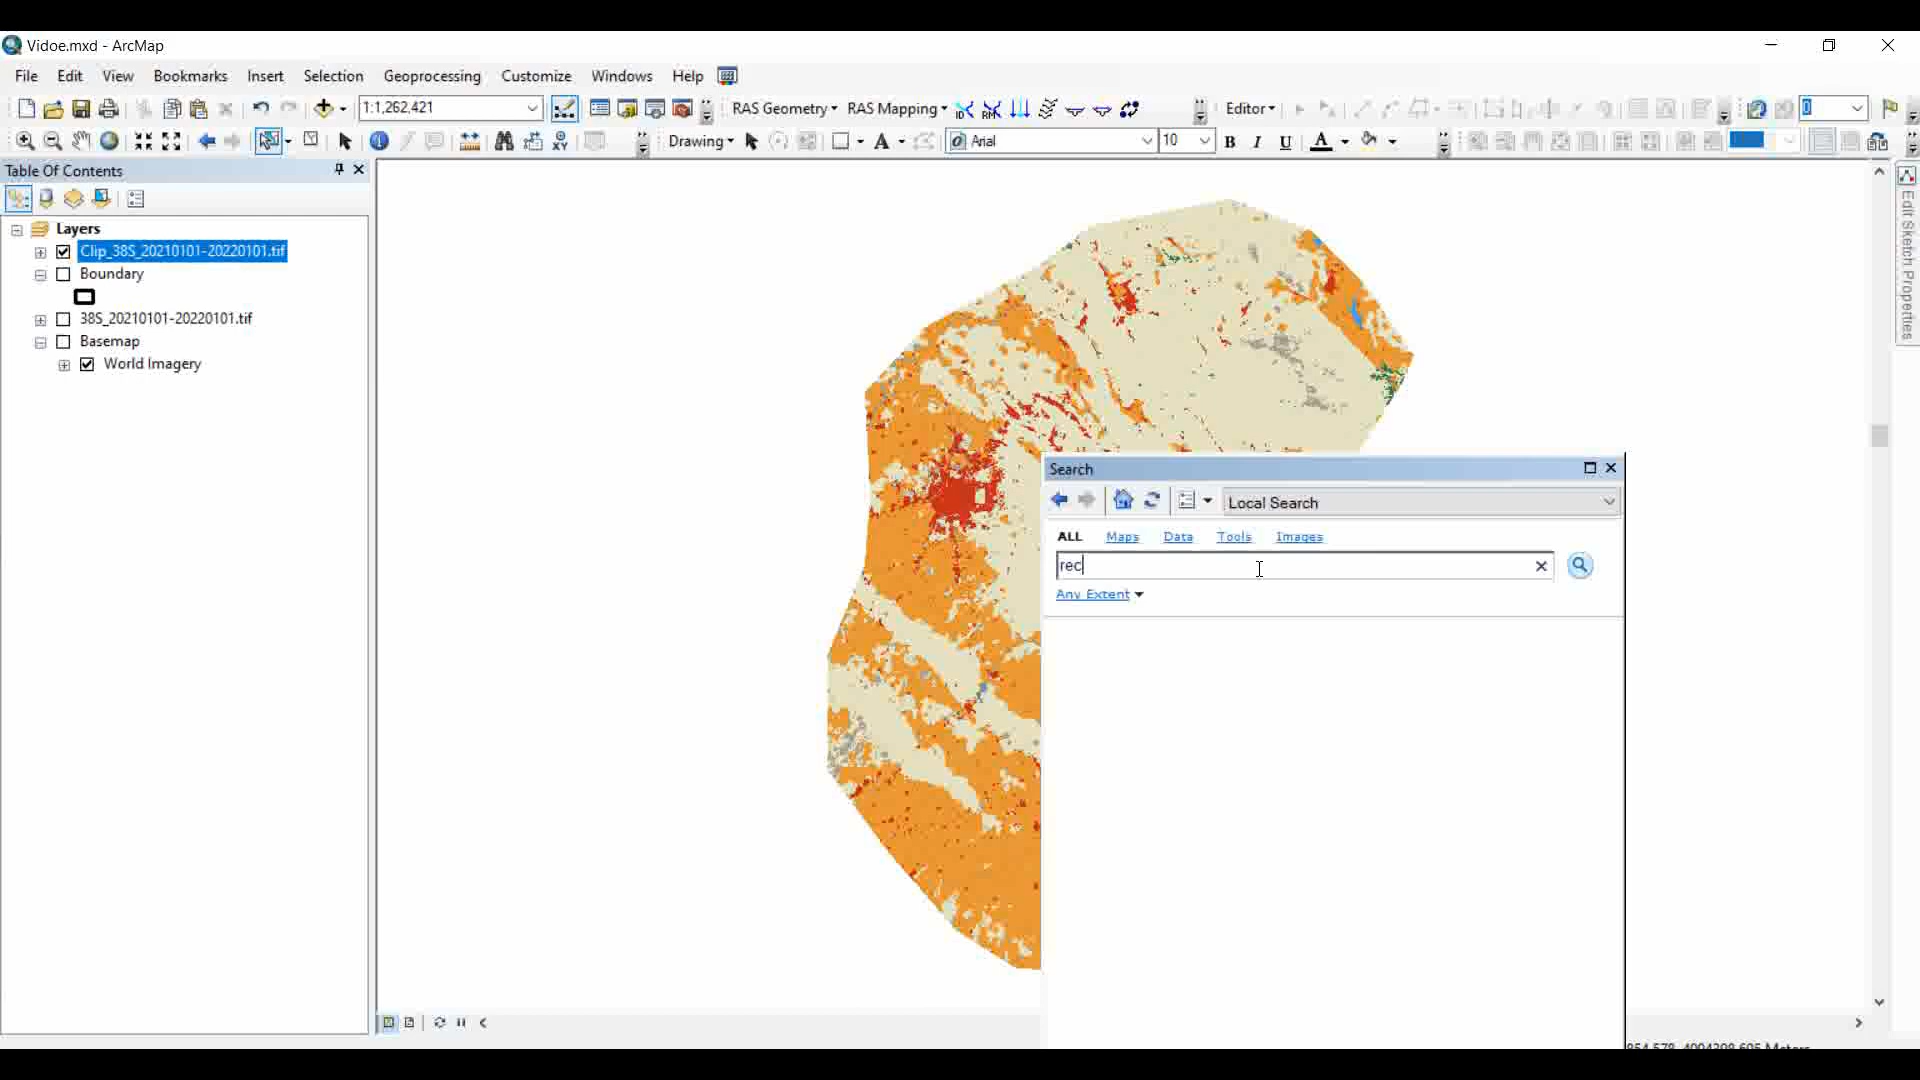 Vidoe.mxd - ArcMap
File Edit View Bookmarks Insert Selection Geoprocessing Customize Windows Help
1:1,262,421 RAS Geometry RAS Mapping Editor 0
Drawing A Arial 10 B I U A
Table Of Contents
Layers
Clip_38S_20210101-20220101.tif
Boundary
38S_20210101-20220101.tif
Basemap
World Imagery
Edit Sketch Properties
Search
Local Search
ALL Maps Data Tools Images
rec
Any Extent